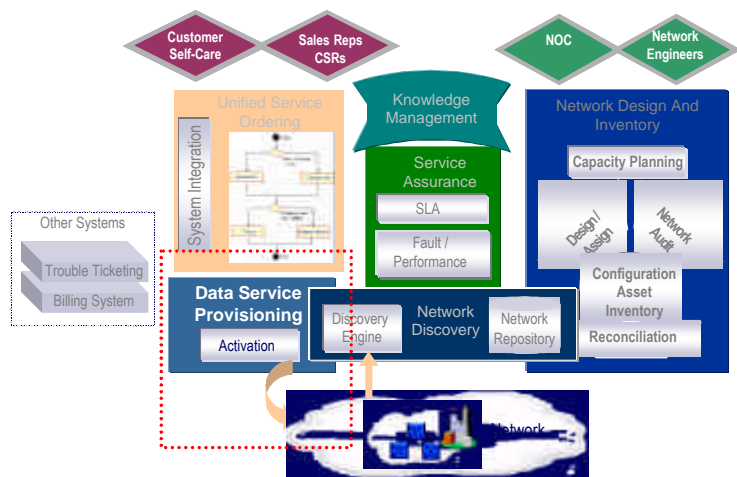 Customer
Self-Care
Sales Reps
CSRs
NOC
Network
Engineers
Unified Service
Ordering
System Integration
Knowledge
Management
Service
Assurance
SLA
Fault /
Performance
Network Design And
Inventory
Capacity Planning
Design /
Assign
Network
Audit
Configuration
Asset
Inventory
Reconciliation
Other Systems
Trouble Ticketing
Billing System
Data Service
Provisioning
Activation
Discovery
Engine
Network
Discovery
Network
Repository
Network